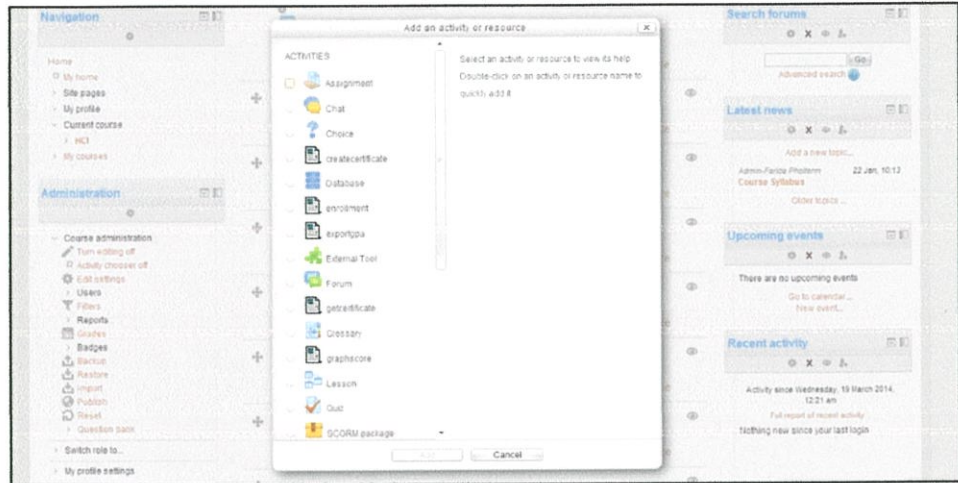 Navigation
Home
My home
Site pages
My profile
Current course
HCI
My courses
Administration
Course administration
Turn editing off
Activity chooser off
Edit settings
Users
Filters
Reports
Grades
Badges
Backup
Restore
Import
Publish
Reset
Question bank
Switch role to...
My profile settings
Add an activity or resource
ACTIVITIES
Assignment
Chat
Choice
createcertificate
Database
enrollment
exportgpa
External Tool
Forum
getcertificate
Glossary
graphscore
Lesson
Quiz
SCORM package
Select an activity or resource to view its help.
Double-click on an activity or resource name to
quickly add it.
Add
Cancel
Search forums
Go
Advanced search
Latest news
Add a new topic...
22 Jan, 10:13
Course Syllabus
Older topics ...
Upcoming events
There are no upcoming events
Go to calendar...
New event...
Recent activity
Activity since Wednesday, 19 March 2014,
12:21 am
Full report of recent activity
Nothing new since your last login